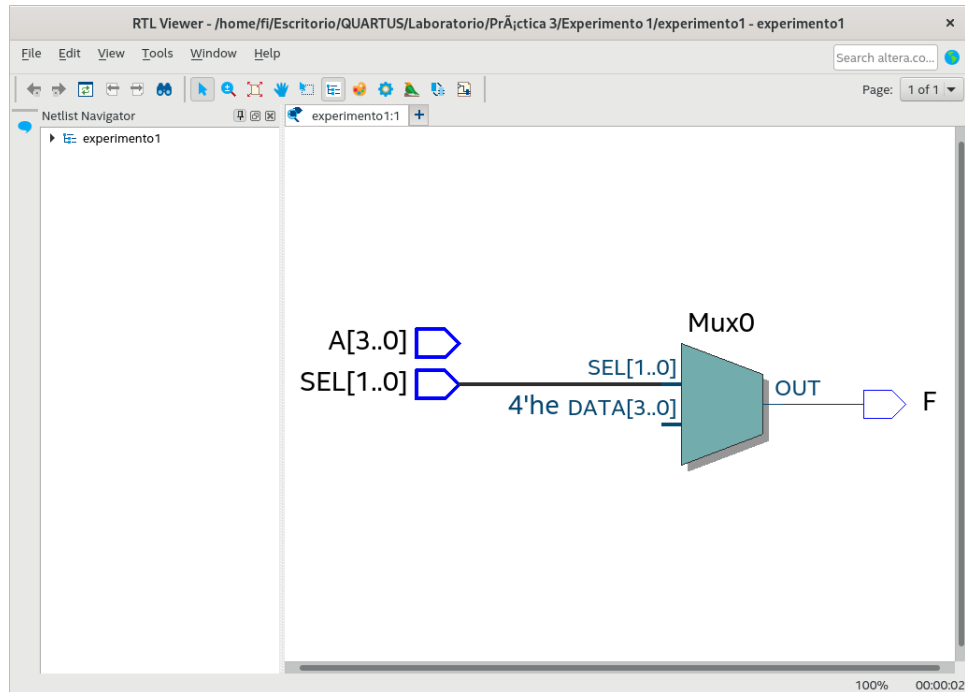 RTL Viewer - /home/fi/Escritorio/QUARTUS/Laboratorio/PrÃ¡ctica 3/Experimento 1/experimento1 - experimento1
File Edit View Tools Window Help
Search altera.co...
Page: 1 of 1
Netlist Navigator
experimento1:1
experimento1
Mux0
A[3..0]
SEL[1..0]
SEL[1..0]
4'he DATA[3..0]
OUT
F
100% 00:00:02